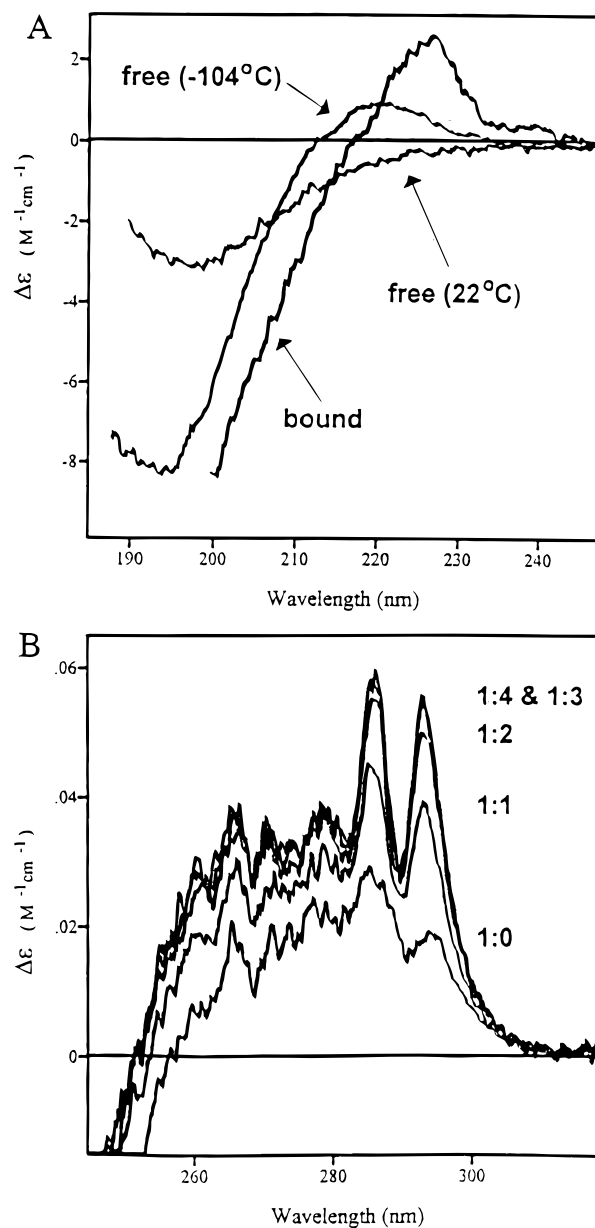 A
2
0
-2
-4
-6
-8
Δε ( M⁻¹cm⁻¹)
free (-104°C)
free (22°C)
bound
190 200 210 220 230 240
Wavelength (nm)
B
.06
.04
.02
0
Δε ( M⁻¹cm⁻¹)
1:4 & 1:3
1:2
1:1
1:0
260 280 300
Wavelength (nm)